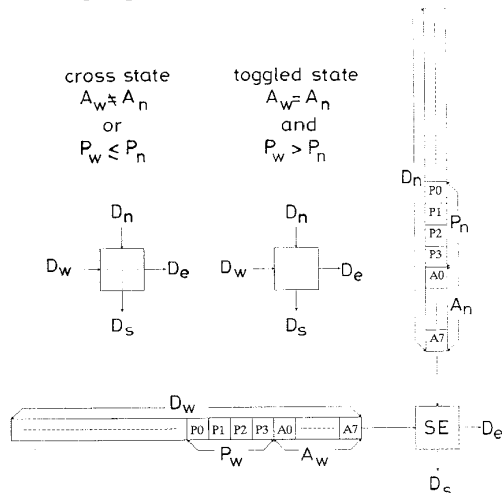 cross state
A_w ≠ A_n
or
P_w ≤ P_n
toggled state
A_w = A_n
and
P_w > P_n
D_n
D_w
D_e
D_s
D_n
D_w
D_e
D_s
D_n
P0
P1
P2
P3
A0
A7
P_n
A_n
D_w
P0 P1 P2 P3 A0 A7
P_w
A_w
SE
D_e
D_s